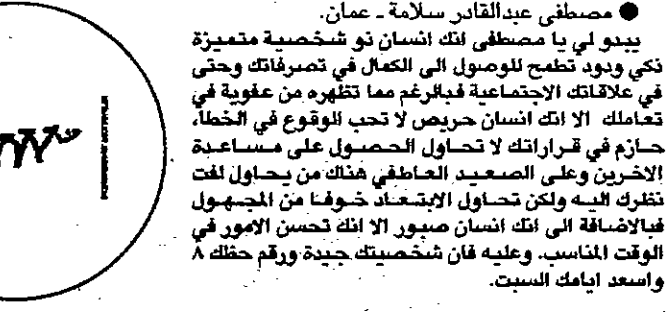 ● مصطفى عبدالقادر سلامة ـ عمان.
يبدو لي يا مصطفى انك انسان ذو شخصية متميزة
ذكي ودود تطمح للوصول الى الكمال في تصرفاتك وحتى
في علاقاتك الاجتماعية فبالرغم مما تظهره من عفوية في
تعاملك الا انك انسان حريص لا تحب الوقوع في الخطأ،
حازم في قراراتك لا تحاول الحصول على مساعدة
الاخرين وعلى الصعيد العاطفي هناك من يحاول لفت
نظرك اليه ولكن تحاول الابتعاد خوفا من المجهول
فبالاضافة الى انك انسان صبور الا انك تحسن الامور في
الوقت المناسب. وعليه فان شخصيتك جيدة ورقم حظك ٨
واسعد ايامك السبت.